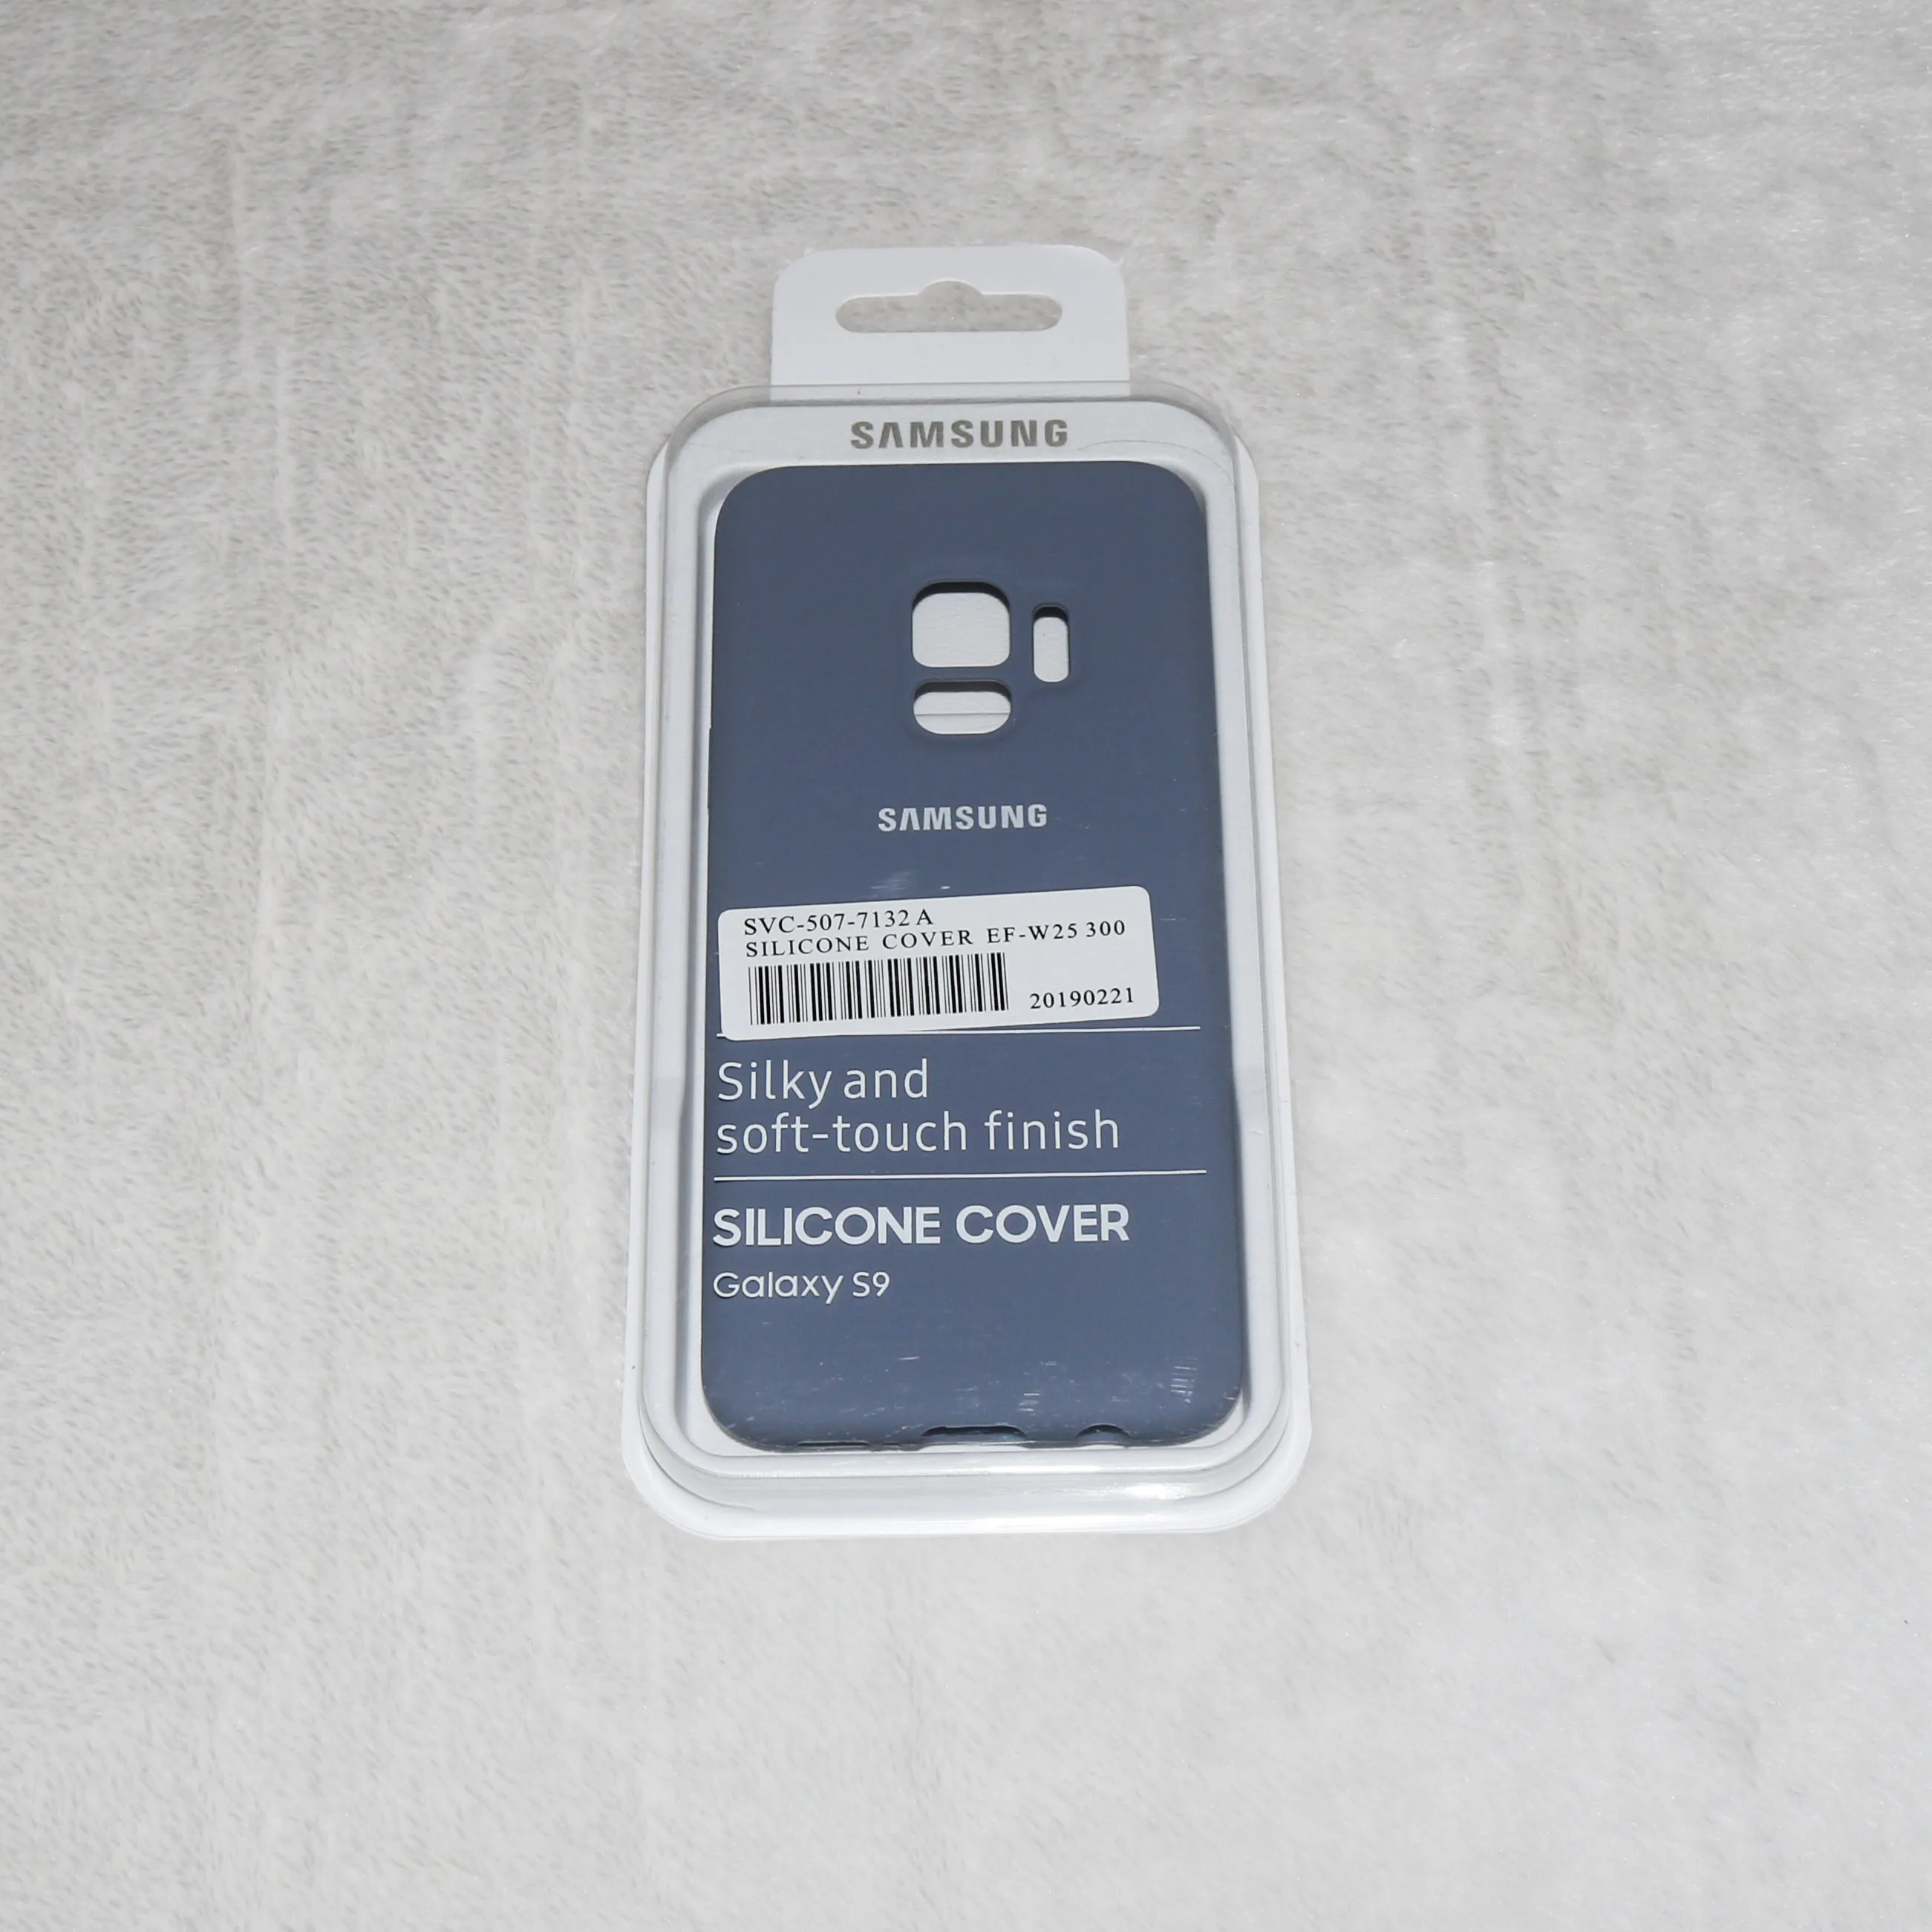 SAMSUNG
SAMSUNG
SVC-507-7132 A
SILICONE COVER EF-W25 300
20190221
Silky and
soft-touch finish
SILICONE COVER
Galaxy S9